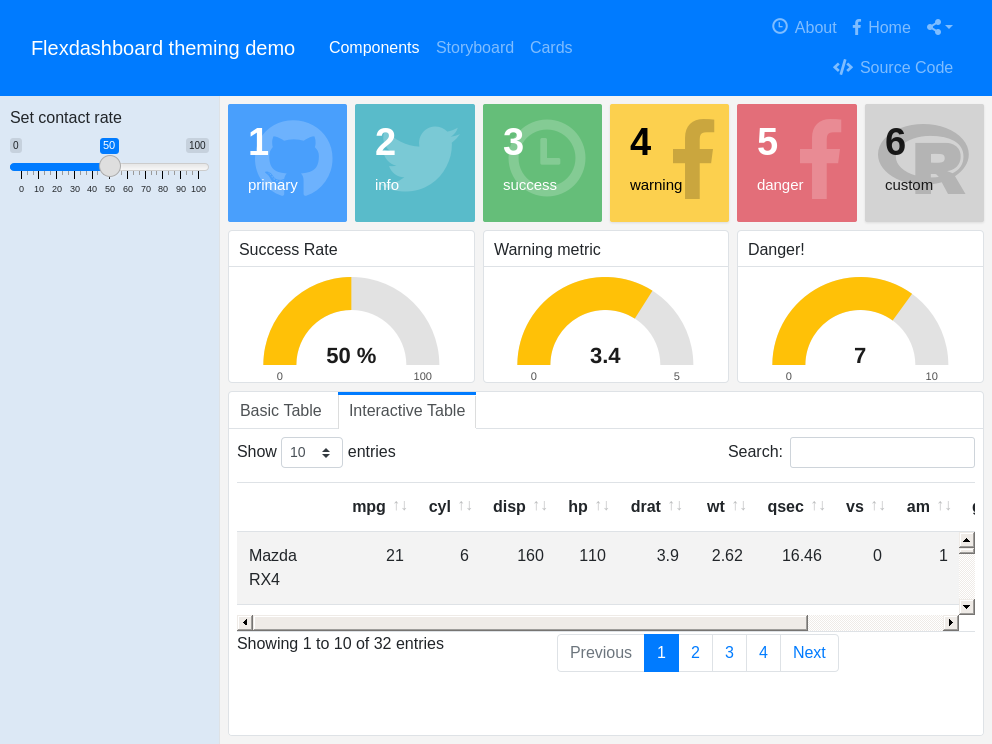 Flexdashboard theming demo
Components Storyboard Cards
About Home
Source Code
Set contact rate
0 50 100
0 10 20 30 40 50 60 70 80 90 100
1
primary
2
info
3
success
4
warning
5
danger
6
custom
Success Rate
50 %
0 100
Warning metric
3.4
0 5
Danger!
7
0 10
Basic Table Interactive Table
Show 10 entries Search:
mpg cyl disp hp drat wt qsec vs am
Mazda 21 6 160 110 3.9 2.62 16.46 0 1
RX4
Showing 1 to 10 of 32 entries
Previous 1 2 3 4 Next